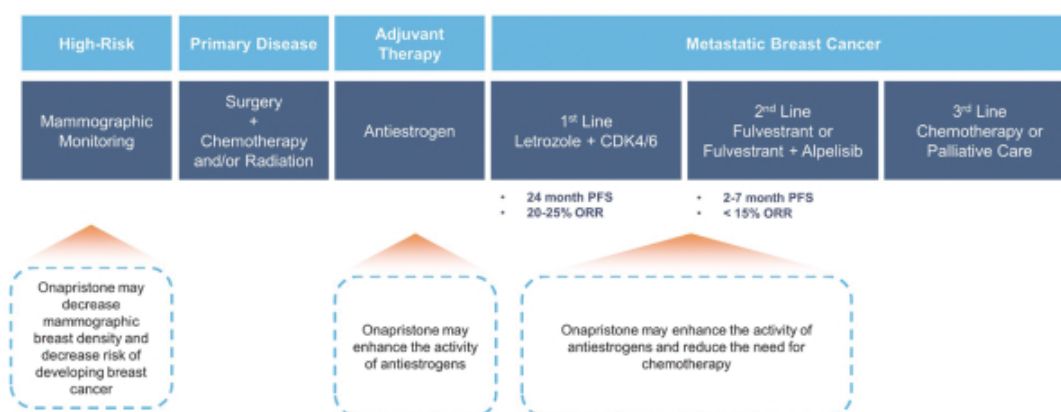 High-Risk
Primary Disease
Adjuvant
Therapy
Metastatic Breast Cancer
Mammographic
Monitoring
Surgery
+
Chemotherapy
and/or Radiation
Antiestrogen
1st Line
Letrozole + CDK4/6
2nd Line
Fulvestrant or
Fulvestrant + Alpelisib
3rd Line
Chemotherapy or
Palliative Care
• 24 month PFS
• 20-25% ORR
• 2-7 month PFS
• < 15% ORR
Onapristone may
decrease
mammographic
breast density and
decrease risk of
developing breast
cancer
Onapristone may
enhance the activity
of antiestrogens
Onapristone may enhance the activity of
antiestrogens and reduce the need for
chemotherapy